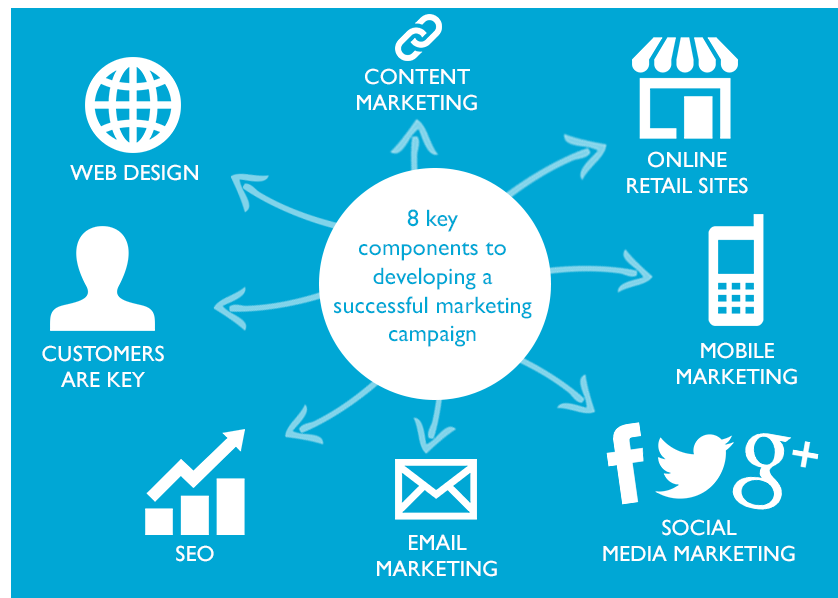 CONTENT
MARKETING
WEB DESIGN
ONLINE
RETAIL SITES
8 key
components to
developing a
successful marketing
campaign
CUSTOMERS
ARE KEY
MOBILE
MARKETING
SEO
EMAIL
MARKETING
f g+
SOCIAL
MEDIA MARKETING